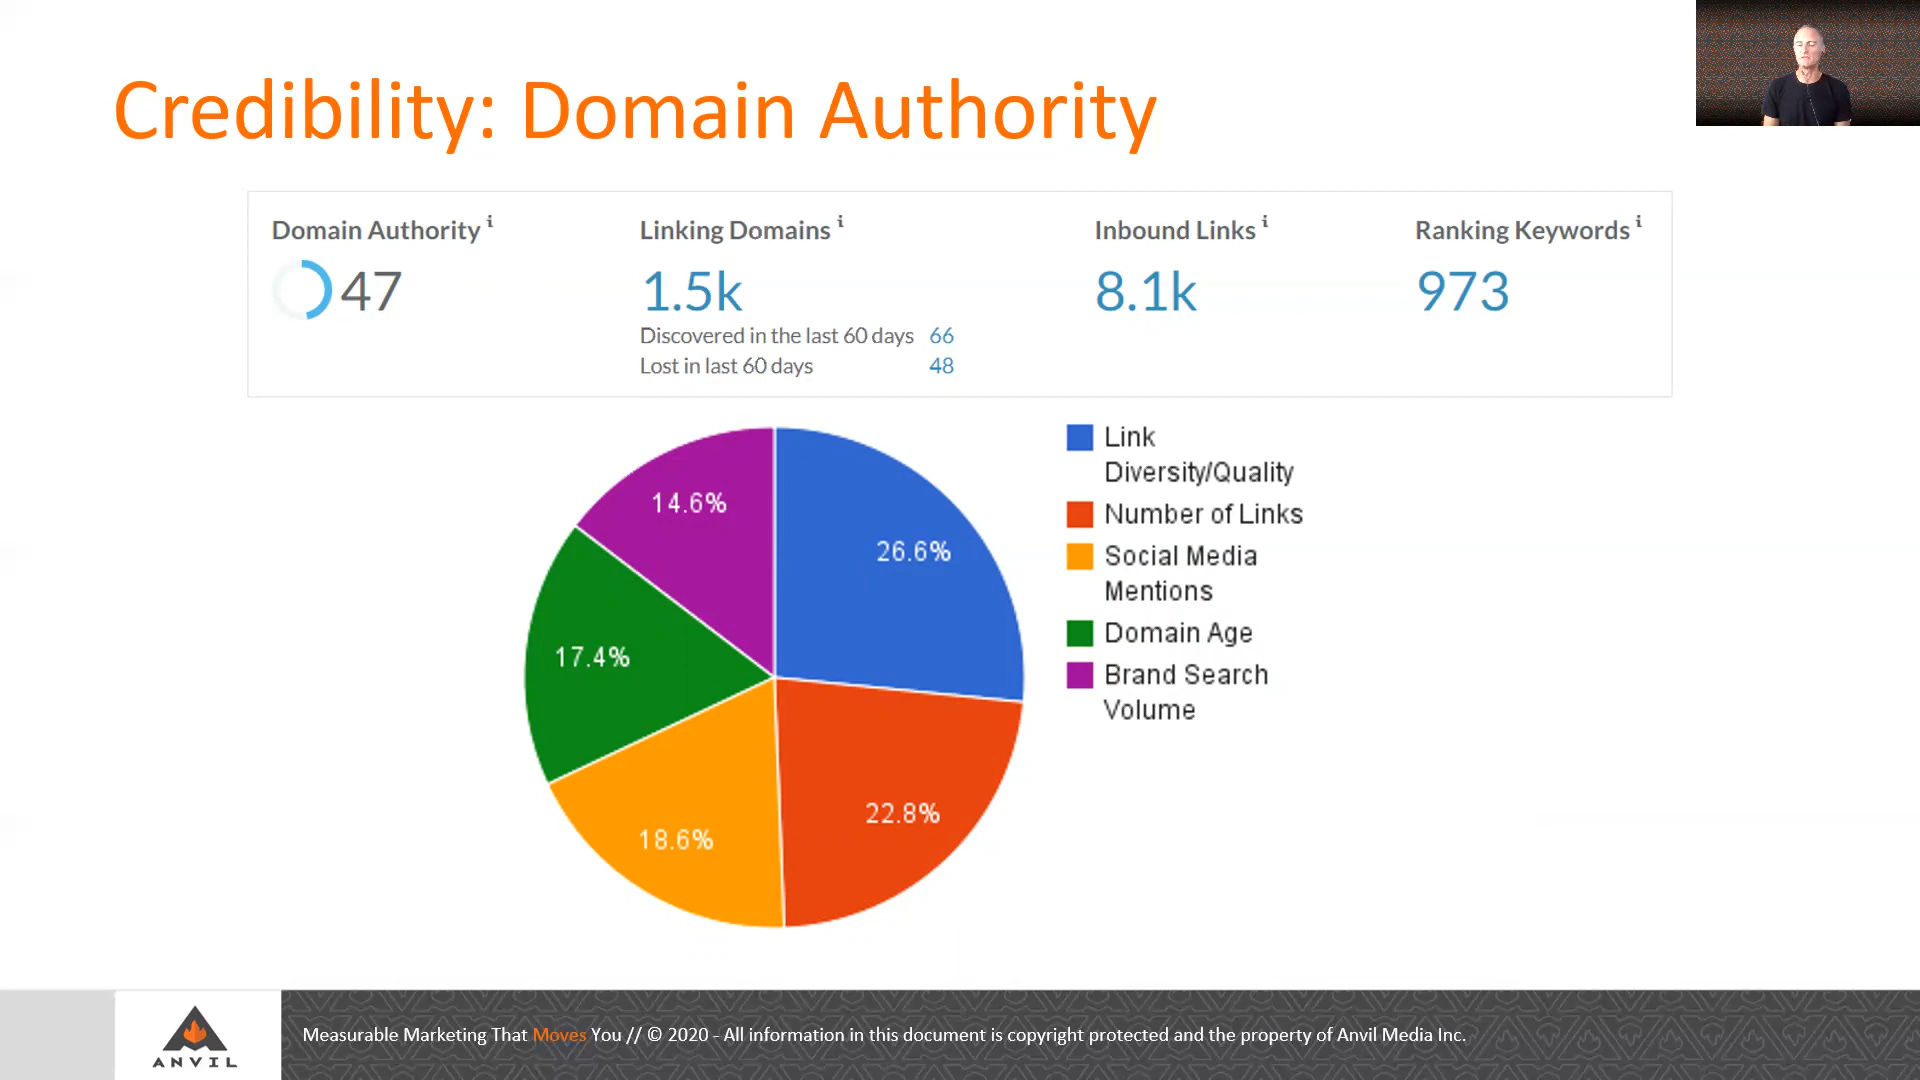 Credibility: Domain Authority
Domain Authority i
47
Linking Domains i
1.5k
Discovered in the last 60 days 66
Lost in last 60 days 48
Inbound Links i
8.1k
Ranking Keywords i
973
14.6%
26.6%
17.4%
22.8%
18.6%
Link
Diversity/Quality
Number of Links
Social Media
Mentions
Domain Age
Brand Search
Volume
ANVIL
Measurable Marketing That Moves You // © 2020 - All information in this document is copyright protected and the property of Anvil Media Inc.